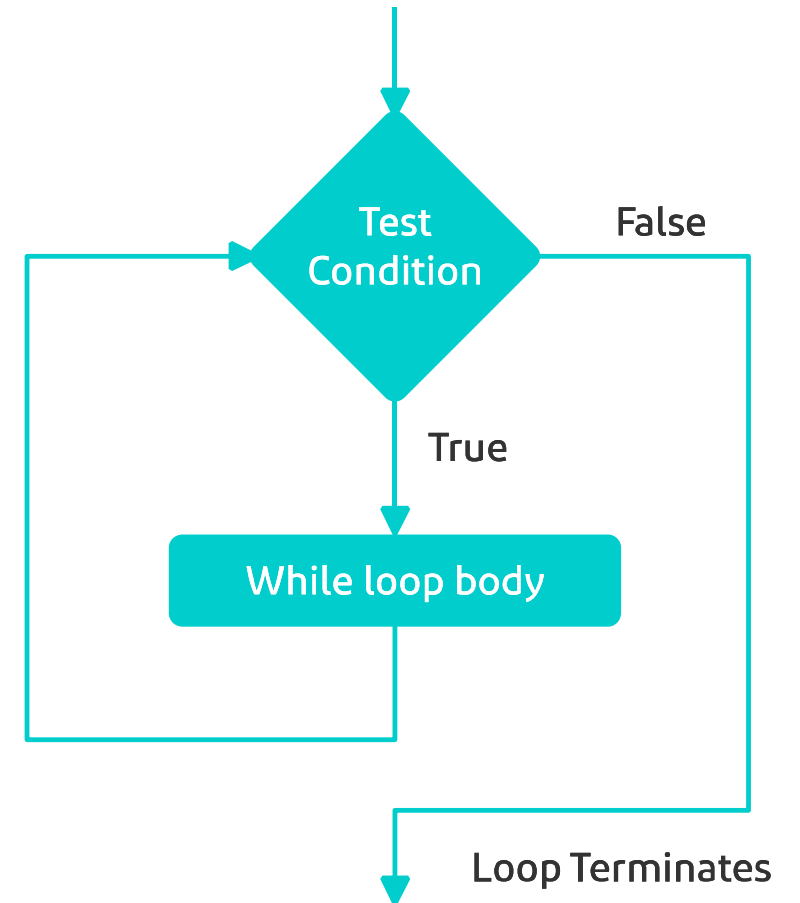 Test
Condition
False
True
While loop body
Loop Terminates